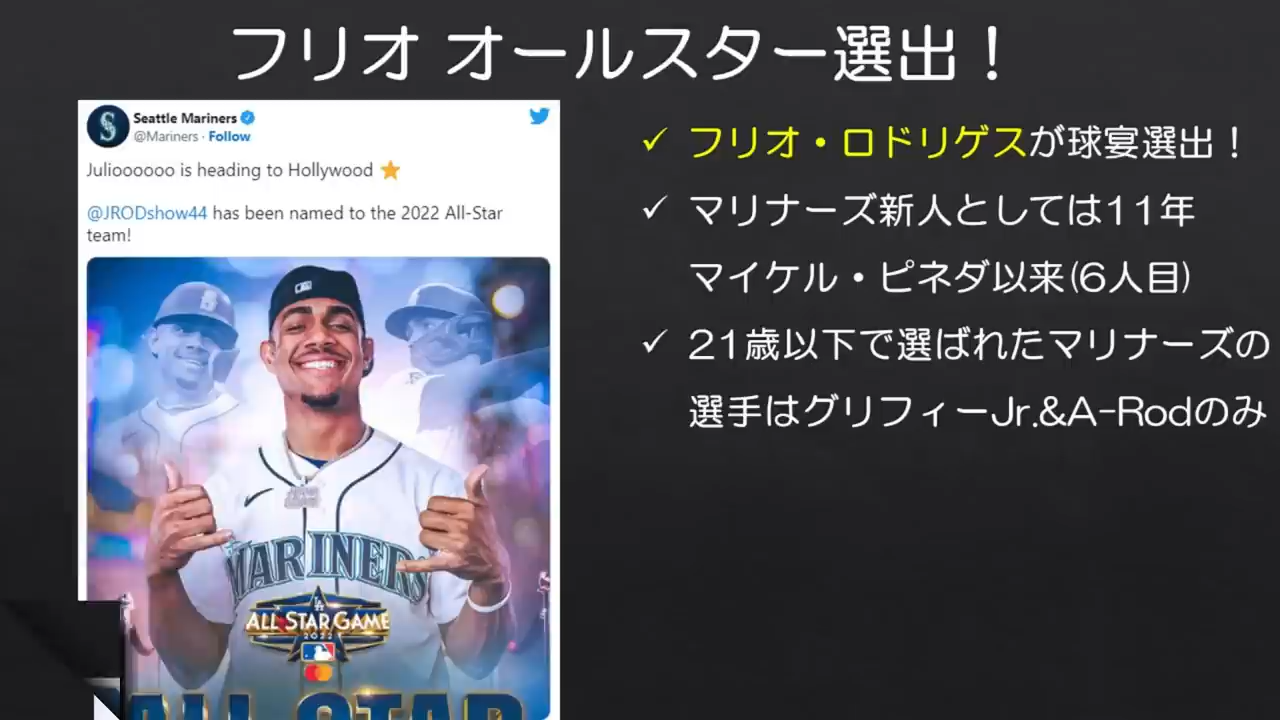 フリオ オールスター選出！
Seattle Mariners
@Mariners · Follow
Julioooooo is heading to Hollywood ⭐
@JRODshow44 has been named to the 2022 All-Star
team!
S
MARINERS
LA
ALL STAR GAME
2022
ALL-STAR
✓ フリオ・ロドリゲスが球宴選出！
✓ マリナーズ新人としては11年
マイケル・ピネダ以来(6人目)
✓ 21歳以下で選ばれたマリナーズの
選手はグリフィーJr.&A-Rodのみ